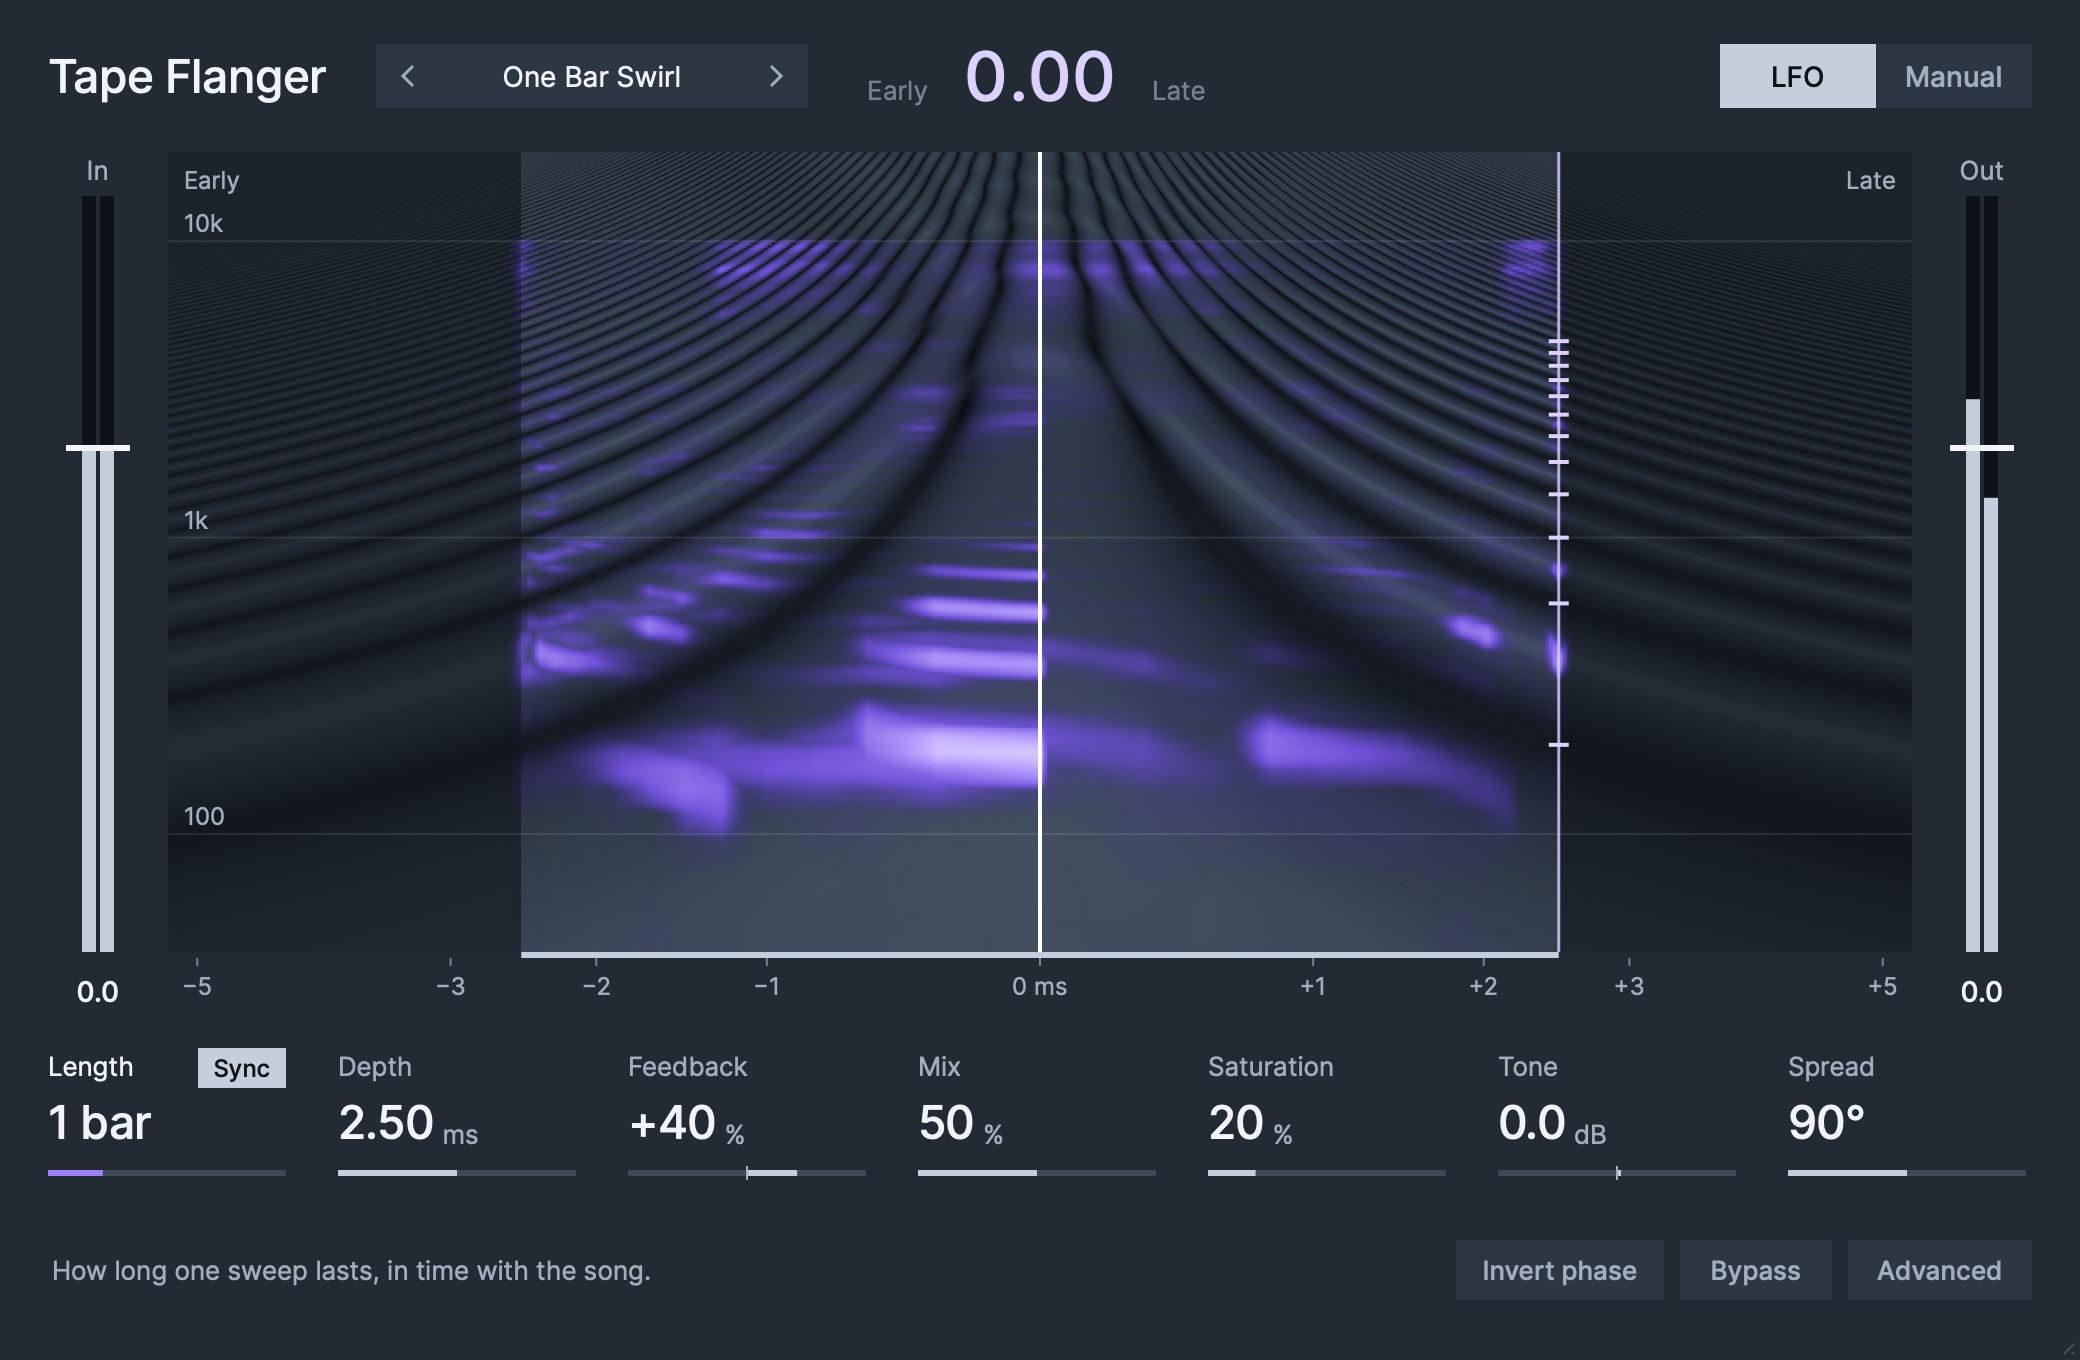 Tape Flanger
One Bar Swirl
Early 0.00 Late
LFO Manual
In
Early
Late
Out
10k
1k
100
0.0
−5 −3 −2 −1 0 ms +1 +2 +3 +5
0.0
Length Sync
1 bar
Depth
2.50 ms
Feedback
+40 %
Mix
50 %
Saturation
20 %
Tone
0.0 dB
Spread
90°
How long one sweep lasts, in time with the song.
Invert phase
Bypass
Advanced